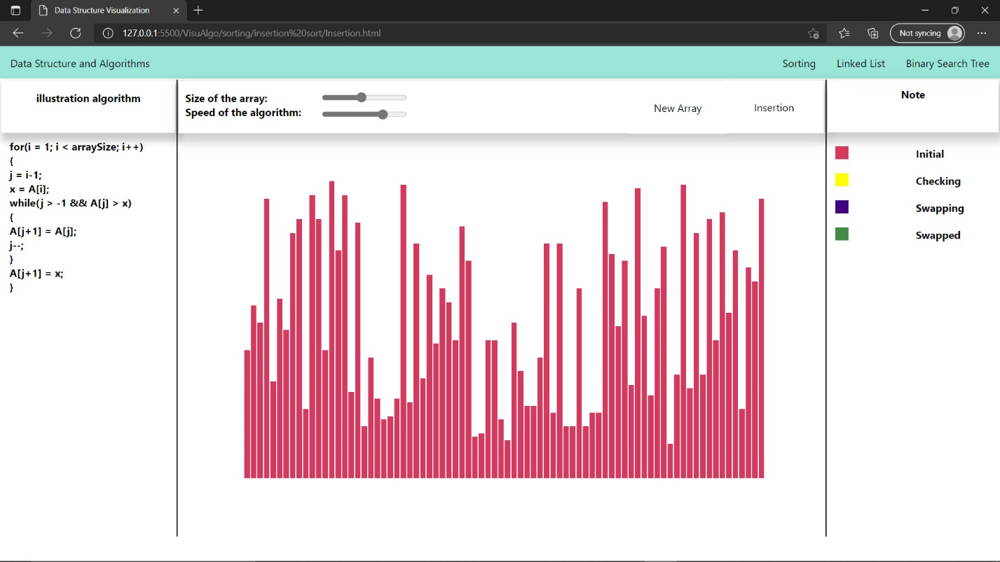 Data Structure Visualization
127.0.0.1:5500/VisuAlgo/sorting/insertion%20sort/Insertion.html
Not syncing
Data Structure and Algorithms
Sorting
Linked List
Binary Search Tree
illustration algorithm
Size of the array:
Speed of the algorithm:
New Array
Insertion
Note
for(i = 1; i < arraySize; i++)
{
j = i-1;
x = A[i];
while(j > -1 && A[j] > x)
{
A[j+1] = A[j];
j--;
}
A[j+1] = x;
}
Initial
Checking
Swapping
Swapped